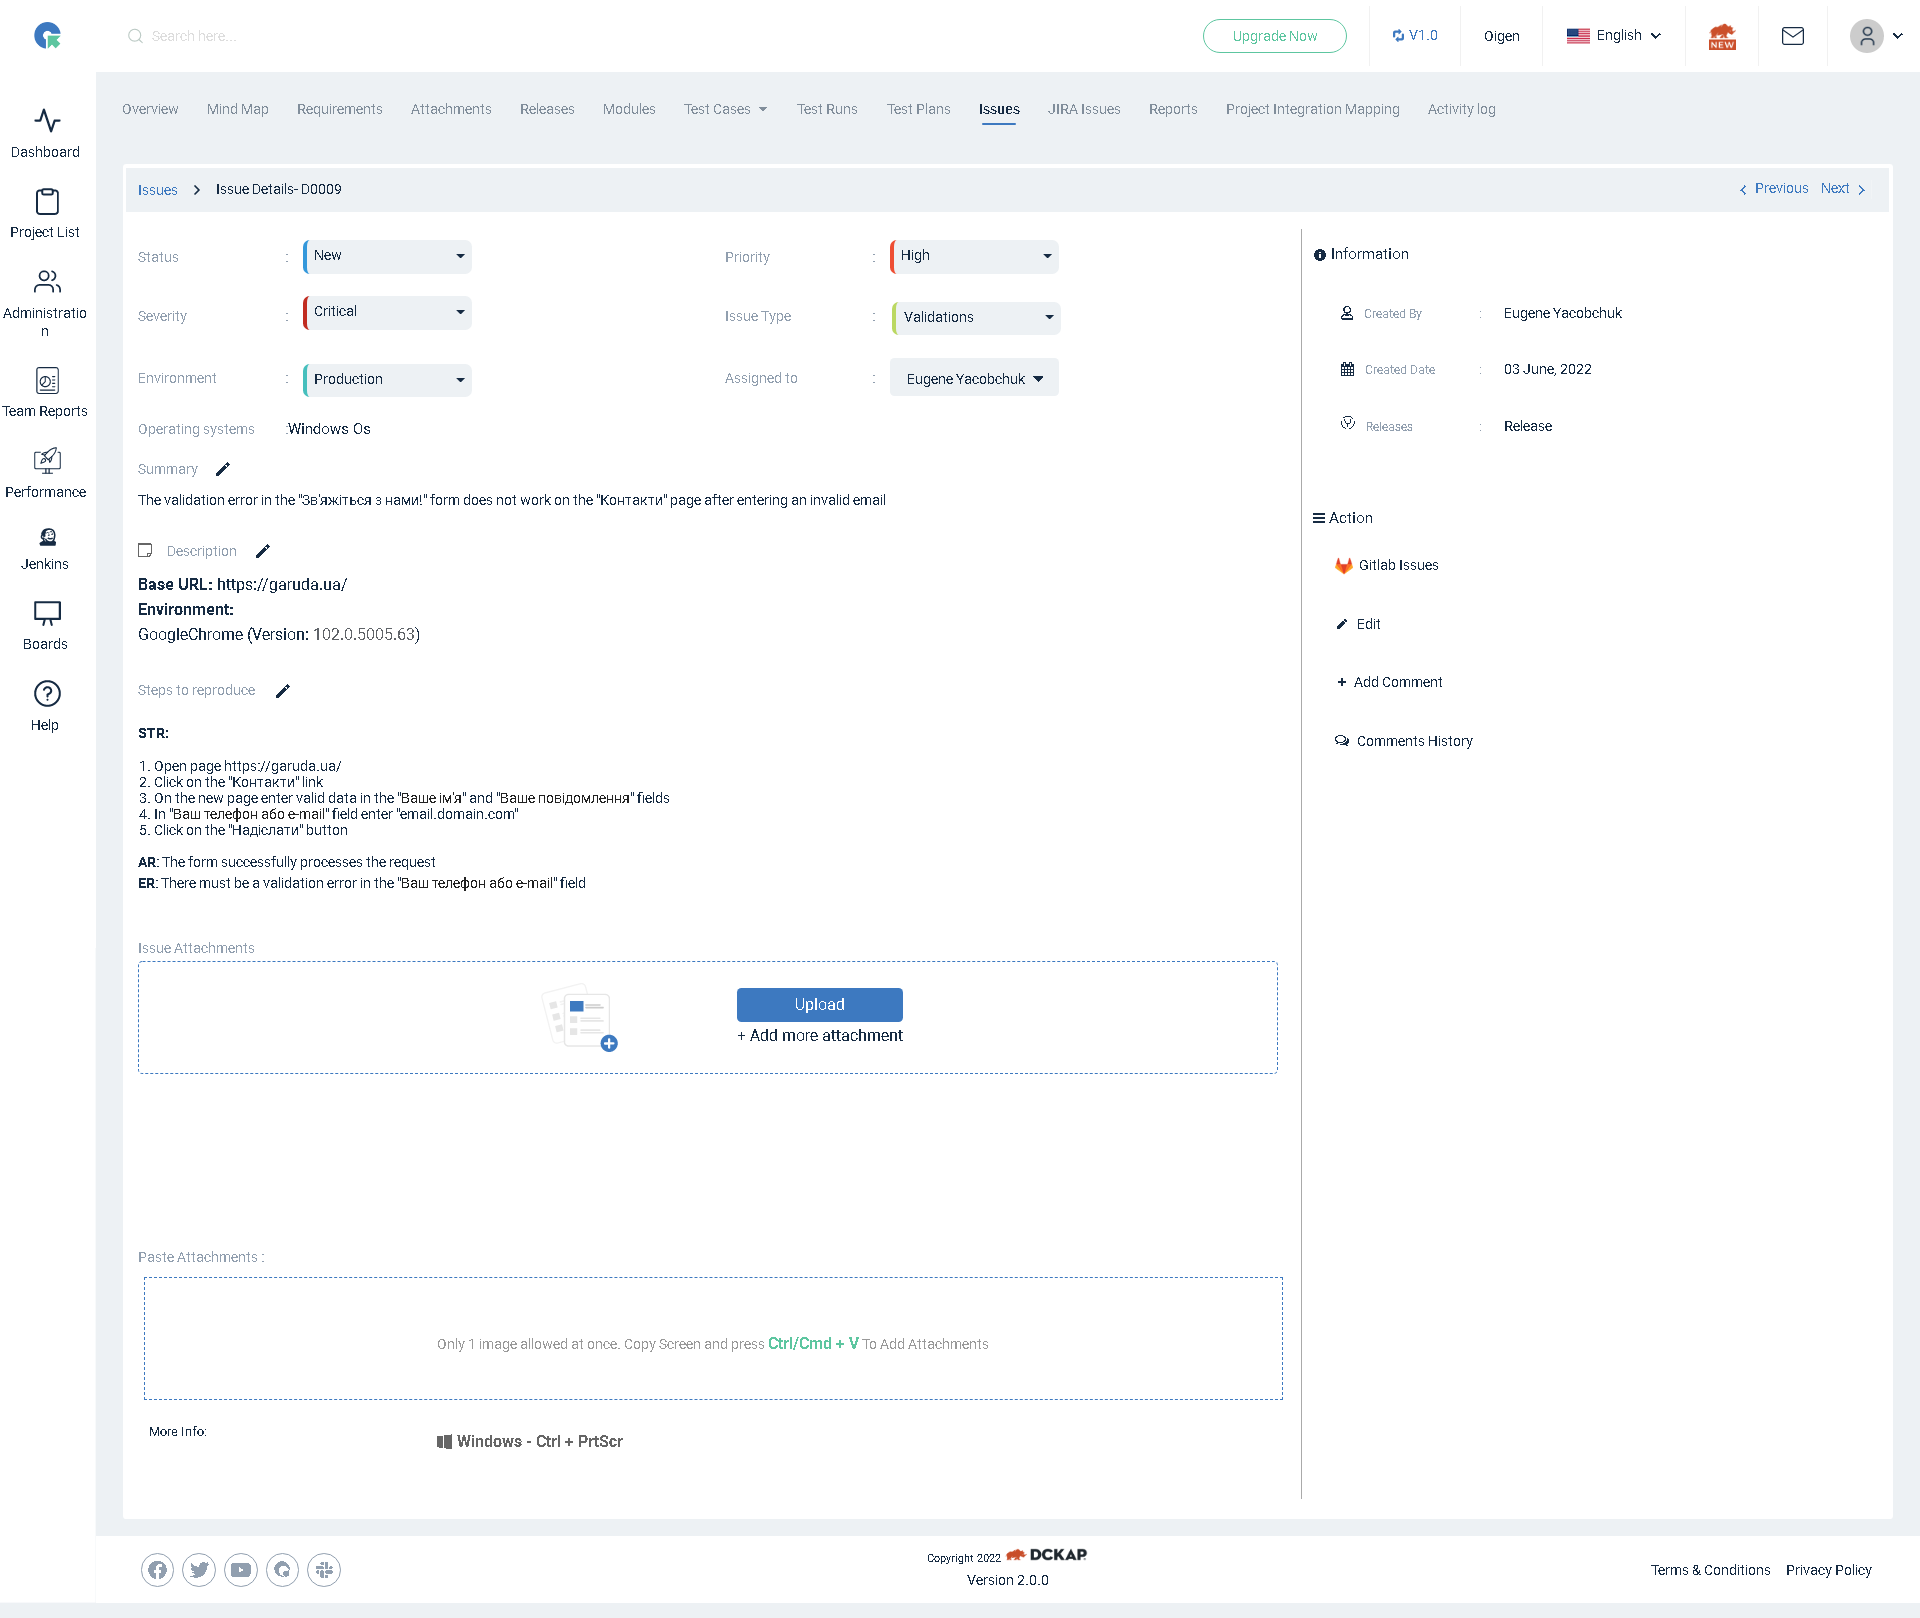 Search here...
Upgrade Now
V1.0
Oigen
English
NEW
Dashboard
Project List
Administratio
n
Team Reports
Performance
Jenkins
Boards
Help
Overview
Mind Map
Requirements
Attachments
Releases
Modules
Test Cases
Test Runs
Test Plans
Issues
JIRA Issues
Reports
Project Integration Mapping
Activity log
Issues > Issue Details- D0009
Previous Next
Status : New
Priority : High
Severity : Critical
Issue Type : Validations
Environment : Production
Assigned to : Eugene Yacobchuk
Operating systems :Windows Os
Summary
The validation error in the "Зв'яжіться з нами!" form does not work on the "Контакти" page after entering an invalid email
Description
Base URL: https://garuda.ua/
Environment:
GoogleChrome (Version: 102.0.5005.63)
Steps to reproduce
STR:
1. Open page https://garuda.ua/
2. Click on the "Контакти" link
3. On the new page enter valid data in the "Ваше ім'я" and "Ваше повідомлення" fields
4. In "Ваш телефон або e-mail" field enter "email.domain.com"
5. Click on the "Надіслати" button
AR: The form successfully processes the request
ER: There must be a validation error in the "Ваш телефон або e-mail" field
Issue Attachments
Upload
+ Add more attachment
Paste Attachments :
Only 1 image allowed at once. Copy Screen and press Ctrl/Cmd + V To Add Attachments
More Info:
Windows - Ctrl + PrtScr
Information
Created By : Eugene Yacobchuk
Created Date : 03 June, 2022
Releases : Release
Action
Gitlab Issues
Edit
+ Add Comment
Comments History
Copyright 2022 DCKAP
Version 2.0.0
Terms & Conditions
Privacy Policy